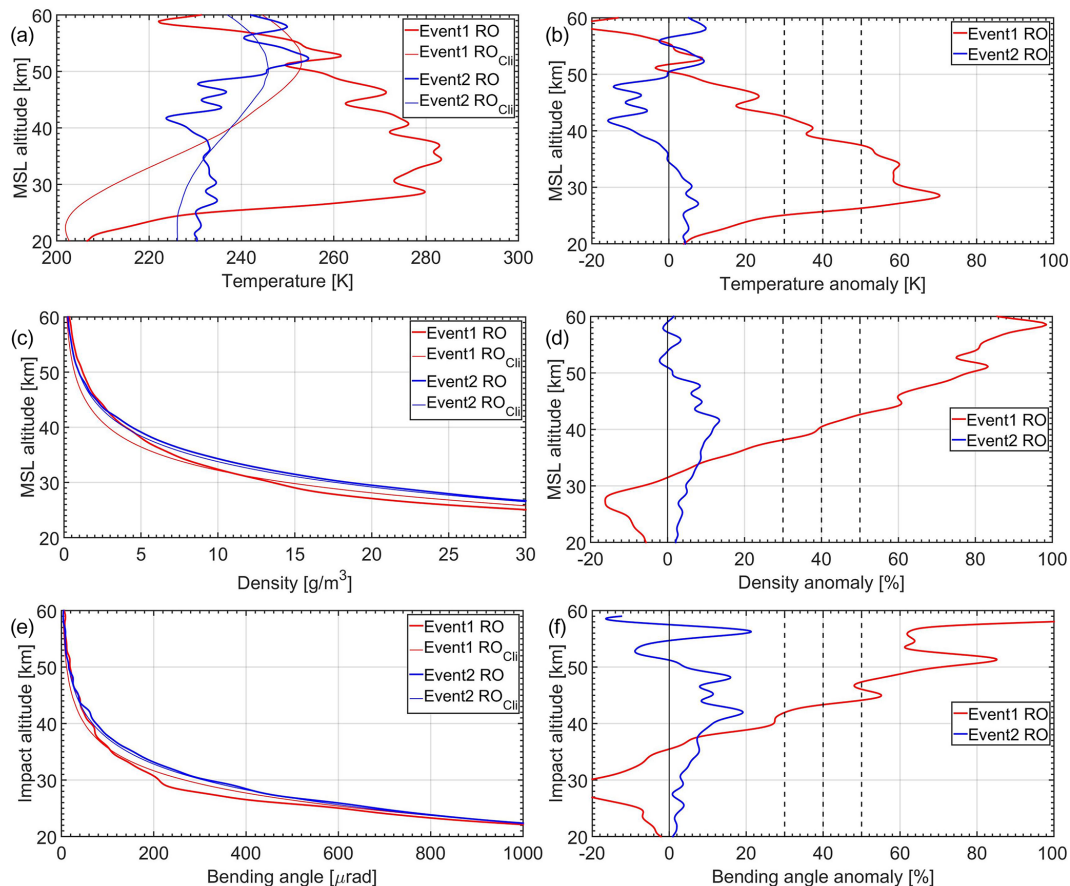 (a)
MSL altitude [km]
60
50
40
30
20
200
220
240
260
280
300
Temperature [K]
Event1 RO
Event1 RO_Cli
Event2 RO
Event2 RO_Cli
(b)
MSL altitude [km]
60
50
40
30
20
-20
0
20
40
60
80
100
Temperature anomaly [K]
Event1 RO
Event2 RO
(c)
MSL altitude [km]
60
50
40
30
20
0
5
10
15
20
25
30
Density [g/m³]
Event1 RO
Event1 RO_Cli
Event2 RO
Event2 RO_Cli
(d)
MSL altitude [km]
60
50
40
30
20
-20
0
20
40
60
80
100
Density anomaly [%]
Event1 RO
Event2 RO
(e)
Impact altitude [km]
60
50
40
30
20
0
200
400
600
800
1000
Bending angle [μrad]
Event1 RO
Event1 RO_Cli
Event2 RO
Event2 RO_Cli
(f)
Impact altitude [km]
60
50
40
30
20
-20
0
20
40
60
80
100
Bending angle anomaly [%]
Event1 RO
Event2 RO